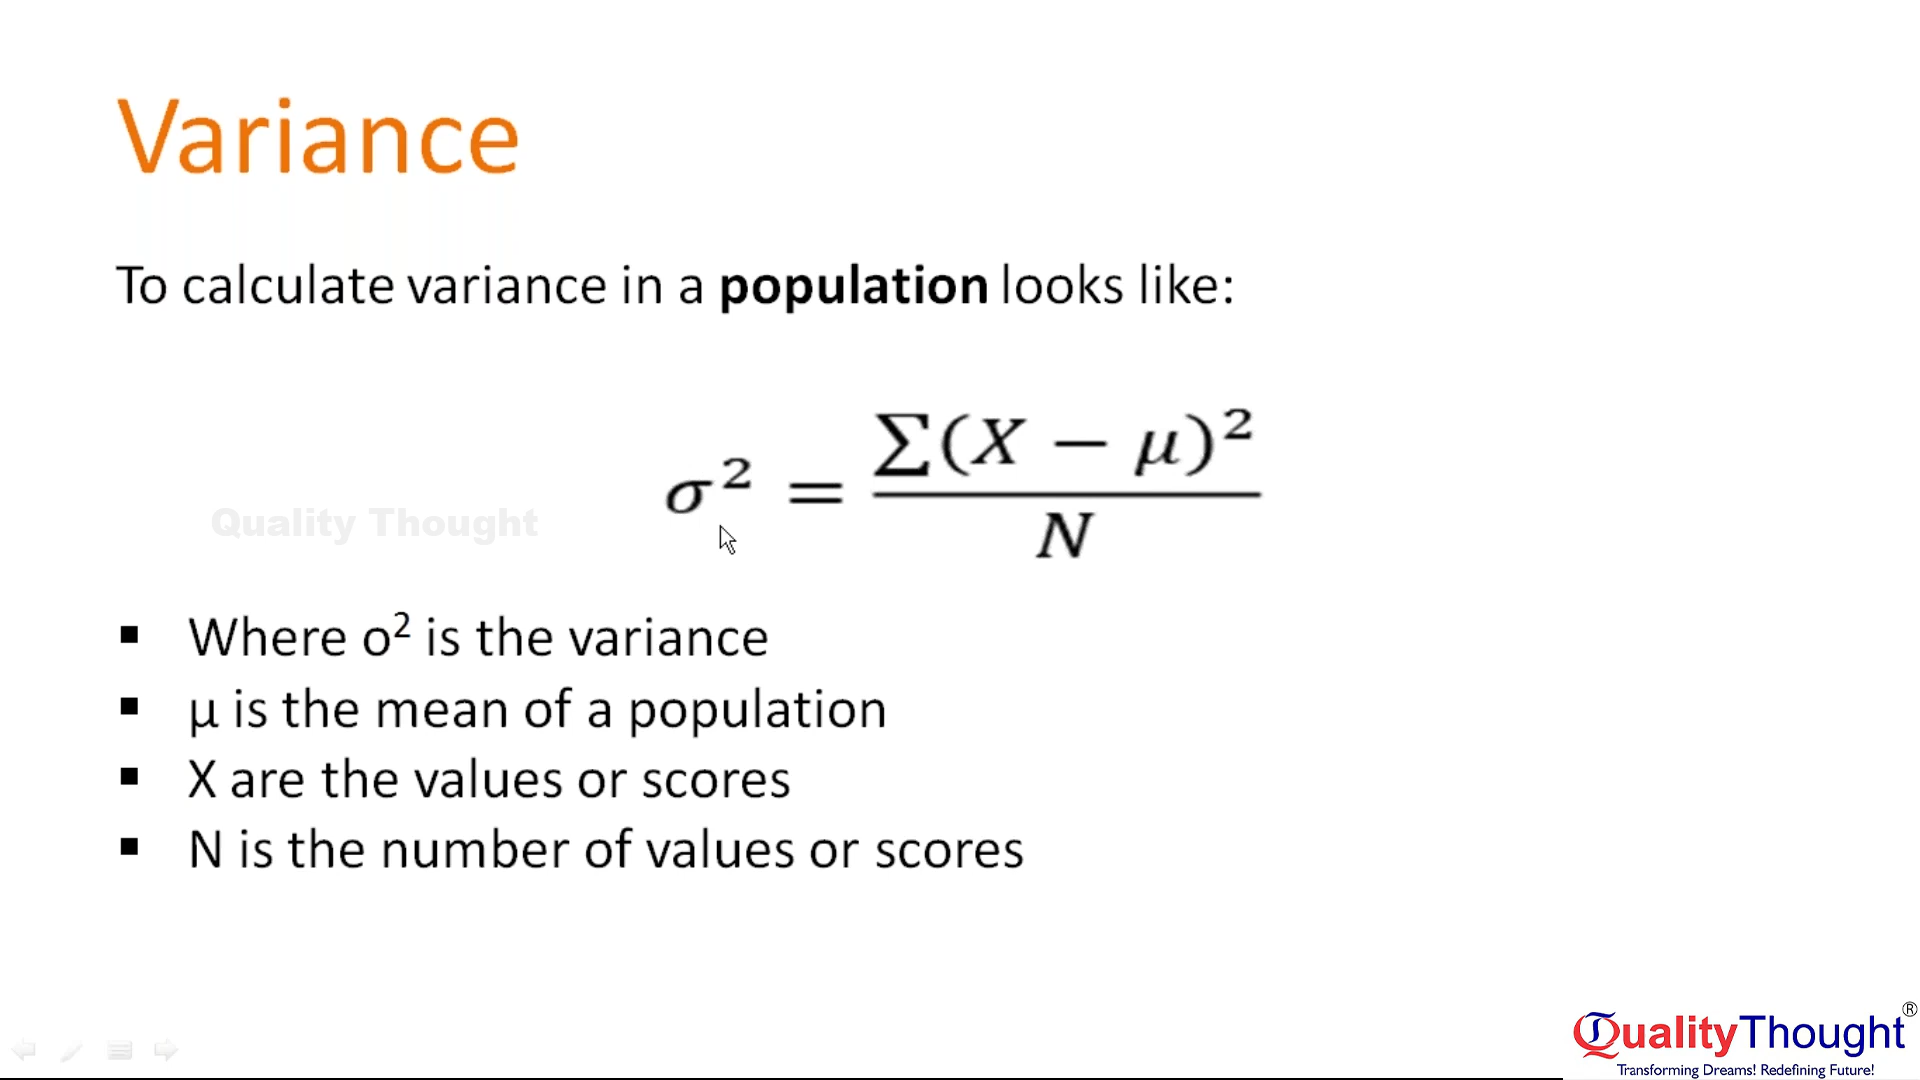 Variance
To calculate variance in a population looks like:
σ² = ∑(X − μ)² / N
Quality Thought
▪ Where o² is the variance
▪ μ is the mean of a population
▪ X are the values or scores
▪ N is the number of values or scores
QualityThought®
Transforming Dreams! Redefining Future!